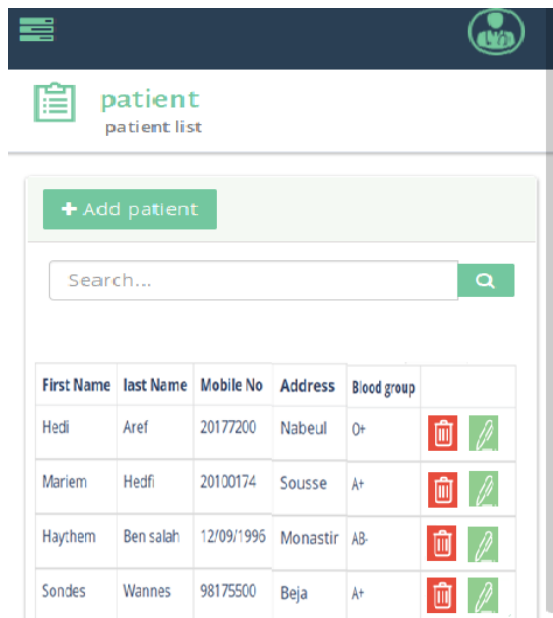 patient
patient list
+ Add patient
Search...
First Name last Name Mobile No Address Blood group
Hedi Aref 20177200 Nabeul O+
Mariem Hedfi 20100174 Sousse A+
Haythem Ben salah 12/09/1996 Monastir AB-
Sondes Wannes 98175500 Beja A+